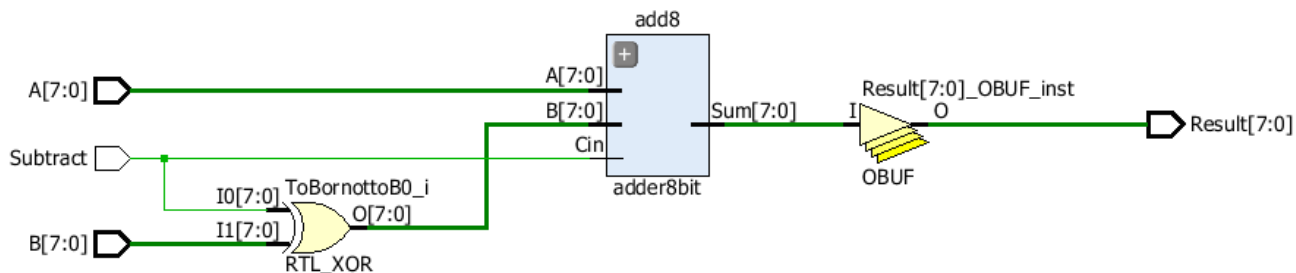 add8
+
A[7:0]
A[7:0]
B[7:0]
Sum[7:0]
Result[7:0]_OBUF_inst
I
O
Result[7:0]
Subtract
Cin
adder8bit
OBUF
ToBornottoB0_i
I0[7:0]
O[7:0]
I1[7:0]
B[7:0]
RTL_XOR